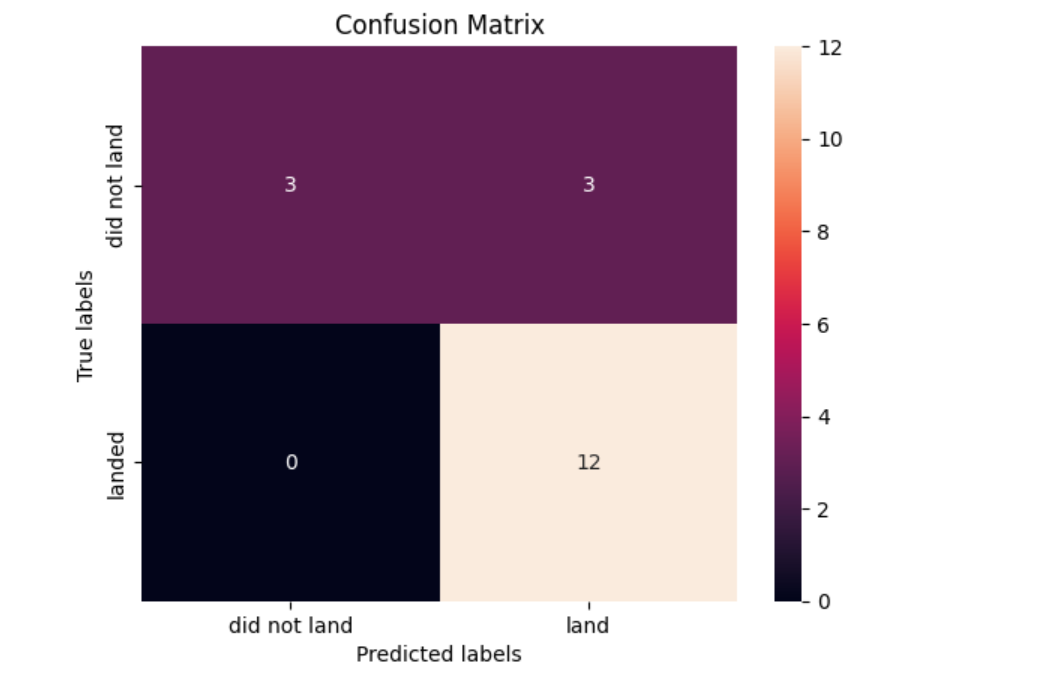 Confusion Matrix
True labels
did not land
landed
3
3
0
12
did not land
land
Predicted labels
12
10
8
6
4
2
0